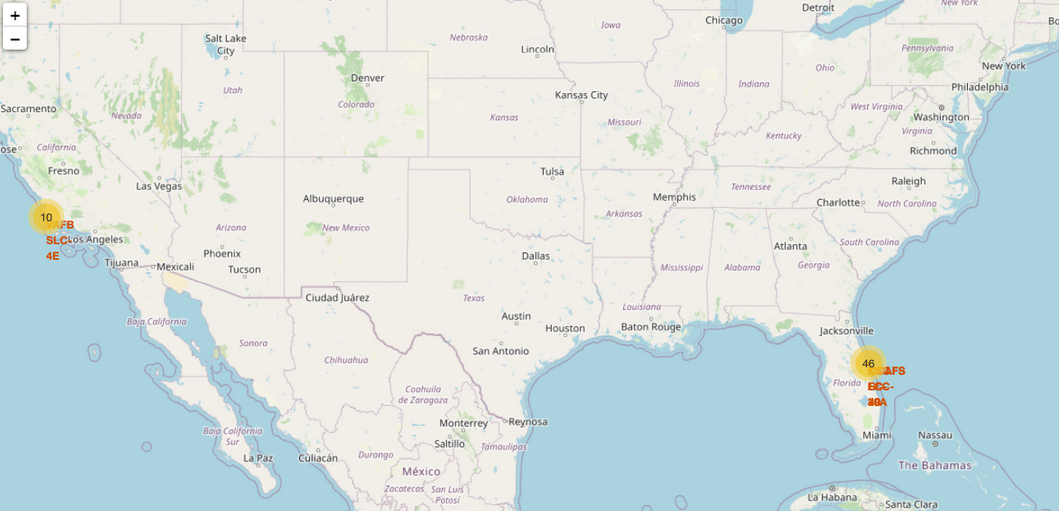 +
−
New York
Detroit
Chicago
Iowa
Nebraska
Salt Lake
City
Lincoln
Pennsylvania
New York
Ohio
Denver
Utah
Illinois
Indiana
Philadelphia
Kansas City
Colorado
Sacramento
Nevada
West Virginia
Washington
Kansas
Missouri
Virginia
Kentucky
California
Richmond
Fresno
Tulsa
Las Vegas
Raleigh
Tennessee
Albuquerque
Oklahoma
Memphis
Charlotte
North Carolina
10
Arkansas
VAFB
SLC-
4E
Los Angeles
Arizona
New Mexico
South Carolina
Atlanta
Phoenix
Dallas
Tijuana
Mexicali
Tucson
Mississippi
Alabama
Georgia
Ciudad Juárez
Texas
Louisiana
Austin
Baja California
Houston
Baton Rouge
Jacksonville
Sonora
San Antonio
Chihuahua
46
Florida
Coahuila
de Zaragoza
Monterrey
Reynosa
Baja California
Sur
Saltillo
Tamaulipas
Miami
Nassau
La Paz
Culiacán
Durango
The Bahamas
México
Zacatecas
San Luis
Potosí
La Habana
Santa Clara